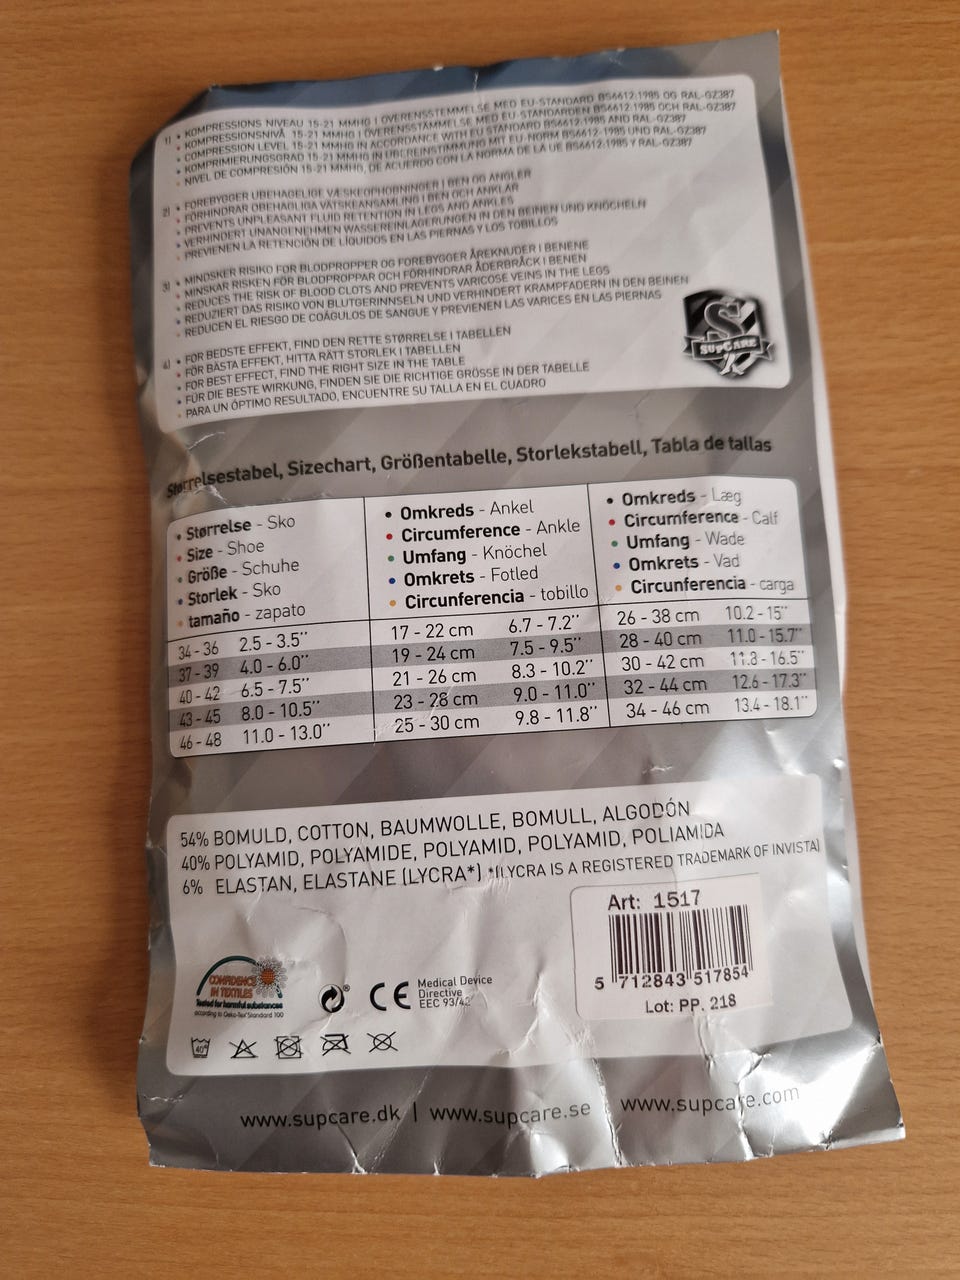 1) • KOMPRESSIONS NIVEAU 15-21 MMHG I OVERENSSTEMMELSE MED EU-STANDARD BS6612:1985 OG RAL-GZ387
• KOMPRESSIONSNIVÅ 15-21 MMHG I ÖVERENSSTÄMMELSE MED EU-STANDARDEN BS6612:1985 OCH RAL-GZ387
• COMPRESSION LEVEL 15-21 MMHG IN ACCORDANCE WITH EU STANDARD BS6612:1985 AND RAL-GZ387
• KOMPRIMIERUNGSGRAD 15-21 MMHG IN ÜBEREINSTIMMUNG MIT EU NORM BS6612:1985 UND RAL-GZ387
• NIVEL DE COMPRESIÓN 15-21 MMHG, DE ACUERDO CON LA NORMA DE LA UE BS6612:1985 Y RAL-GZ387
2) • FOREBYGGER UBEHAGELIGE VÆSKEOPHOBNINGER I BEN OG ANGLER
• FÖRHINDRAR OBEHAGLIGA VÄTSKEANSAMLING I BEN OCH ANKLAR
• PREVENTS UNPLEASANT FLUID RETENTION IN LEGS AND ANKLES
• VERHINDERT UNANGENEHMEN WASSEREINLAGERUNGEN IN DEN BEINEN UND KNÖCHELN
• PREVIENEN LA RETENCIÓN DE LÍQUIDOS EN LAS PIERNAS Y LOS TOBILLOS
3) • MINDSKER RISIKO FOR BLODPROPPER OG FOREBYGGER ÅREKNUDER I BENENE
• MINSKAR RISKEN FÖR BLODPROPPAR OCH FÖRHINDRAR ÅDERBRÅCK I BENEN
• REDUCES THE RISK OF BLOOD CLOTS AND PREVENTS VARICOSE VEINS IN THE LEGS
• REDUZIERT DAS RISIKO VON BLUTGERINNSELN UND VERHINDERT KRAMPFADERN IN DEN BEINEN
• REDUCEN EL RIESGO DE COÁGULOS DE SANGUE Y PREVIENEN LAS VARICES EN LAS PIERNAS
4) • FOR BEDSTE EFFEKT, FIND DEN RETTE STØRRELSE I TABELLEN
• FÖR BÄSTA EFFEKT, HITTA RÄTT STORLEK I TABELLEN
• FOR BEST EFFECT, FIND THE RIGHT SIZE IN THE TABLE
• FÜR DIE BESTE WIRKUNG, FINDEN SIE DIE RICHTIGE GRÖSSE IN DER TABELLE
• PARA UN ÓPTIMO RESULTADO, ENCUENTRE SU TALLA EN EL CUADRO
S
SUPCARE
Størrelsestabel, Sizechart, Größentabelle, Storlekstabell, Tabla de tallas
• Størrelse - Sko
• Size - Shoe
• Größe - Schuhe
• Storlek - Sko
• tamaño - zapato
• Omkreds - Ankel
• Circumference - Ankle
• Umfang - Knöchel
• Omkrets - Fotled
• Circunferencia - tobillo
• Omkreds - Læg
• Circumference - Calf
• Umfang - Wade
• Omkrets - Vad
• Circunferencia - carga
34 - 36 2.5 - 3.5'' 17 - 22 cm 6.7 - 7.2'' 26 - 38 cm 10.2 - 15''
37 - 39 4.0 - 6.0'' 19 - 24 cm 7.5 - 9.5'' 28 - 40 cm 11.0 - 15.7''
40 - 42 6.5 - 7.5'' 21 - 26 cm 8.3 - 10.2'' 30 - 42 cm 11.8 - 16.5''
43 - 45 8.0 - 10.5'' 23 - 28 cm 9.0 - 11.0'' 32 - 44 cm 12.6 - 17.3''
46 - 48 11.0 - 13.0'' 25 - 30 cm 9.8 - 11.8'' 34 - 46 cm 13.4 - 18.1''
54% BOMULD, COTTON, BAUMWOLLE, BOMULL, ALGODÓN
40% POLYAMID, POLYAMIDE, POLYAMID, POLYAMID, POLIAMIDA
6% ELASTAN, ELASTANE (LYCRA*) *(LYCRA IS A REGISTERED TRADEMARK OF INVISTA)
Art: 1517
5 712843 517854
Lot: PP. 218
CONFIDENCE
IN TEXTILES
Tested for harmful substances
according to Oeko-Tex Standard 100
®
CE
Medical Device
Directive
EEC 93/42
40°
www.supcare.dk | www.supcare.se | www.supcare.com